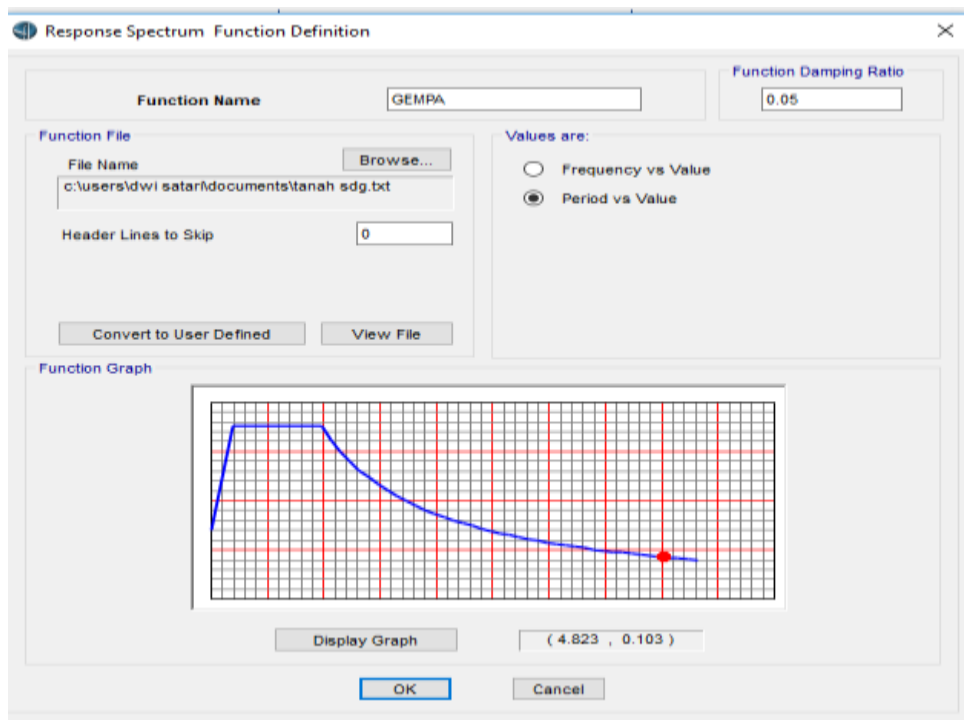 Response Spectrum Function Definition
Function Damping Ratio
Function Name
GEMPA
0.05
Function File
Values are:
File Name
Browse...
Frequency vs Value
c:\users\dwi satari\documents\tanah sdg.txt
Period vs Value
Header Lines to Skip
0
Convert to User Defined
View File
Function Graph
Display Graph
( 4.823 , 0.103 )
OK
Cancel